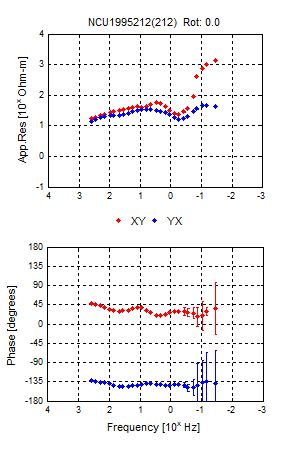 NCU1995212(212) Rot: 0.0
App.Res [10^x Ohm-m]
4
3
2
1
0
-1
4 3 2 1 0 -1 -2 -3
XY YX
Phase [degrees]
180
135
90
45
0
-45
-90
-135
-180
4 3 2 1 0 -1 -2 -3
Frequency [10^x Hz]